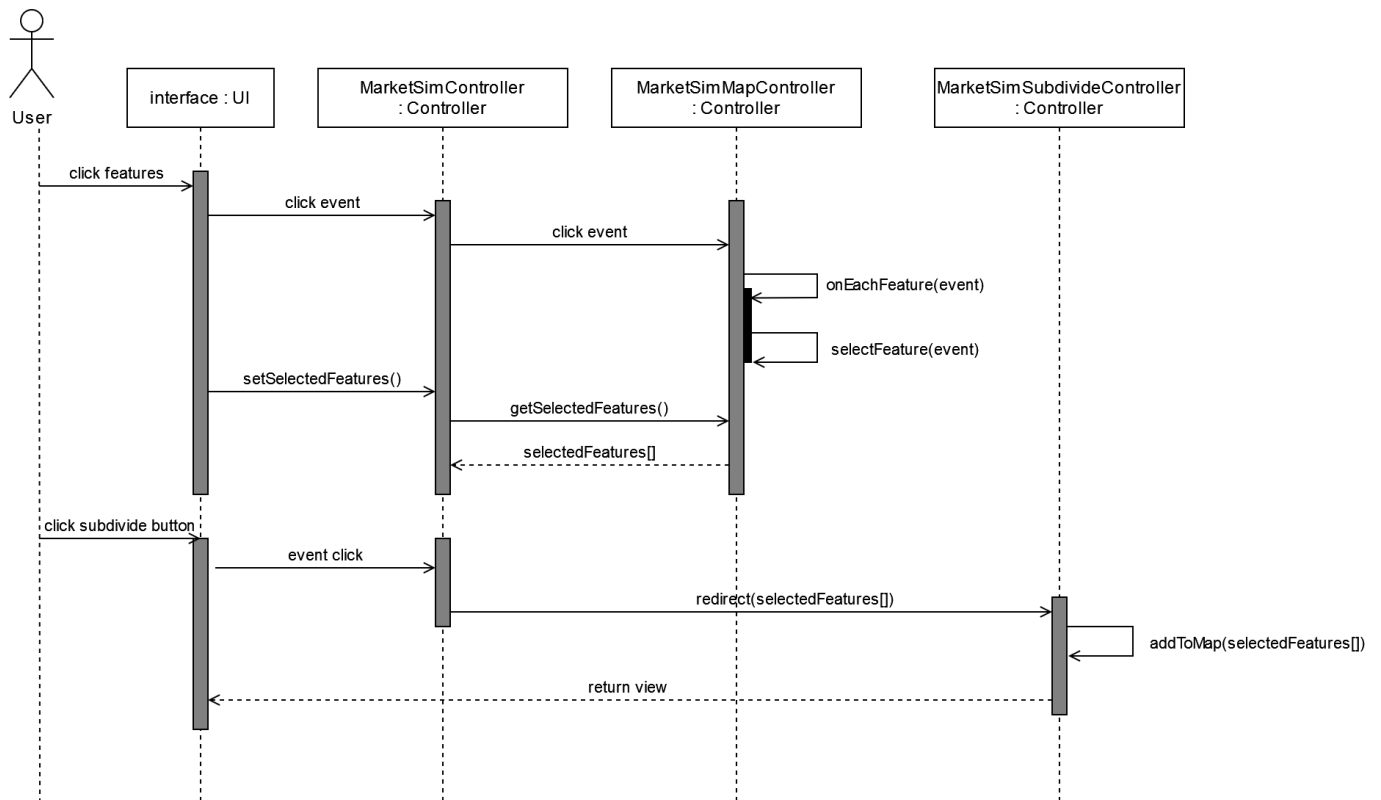 User
interface : UI
MarketSimController
: Controller
MarketSimMapController
: Controller
MarketSimSubdivideController
: Controller
click features
click event
click event
onEachFeature(event)
selectFeature(event)
setSelectedFeatures()
getSelectedFeatures()
selectedFeatures[]
click subdivide button
event click
redirect(selectedFeatures[])
addToMap(selectedFeatures[])
return view